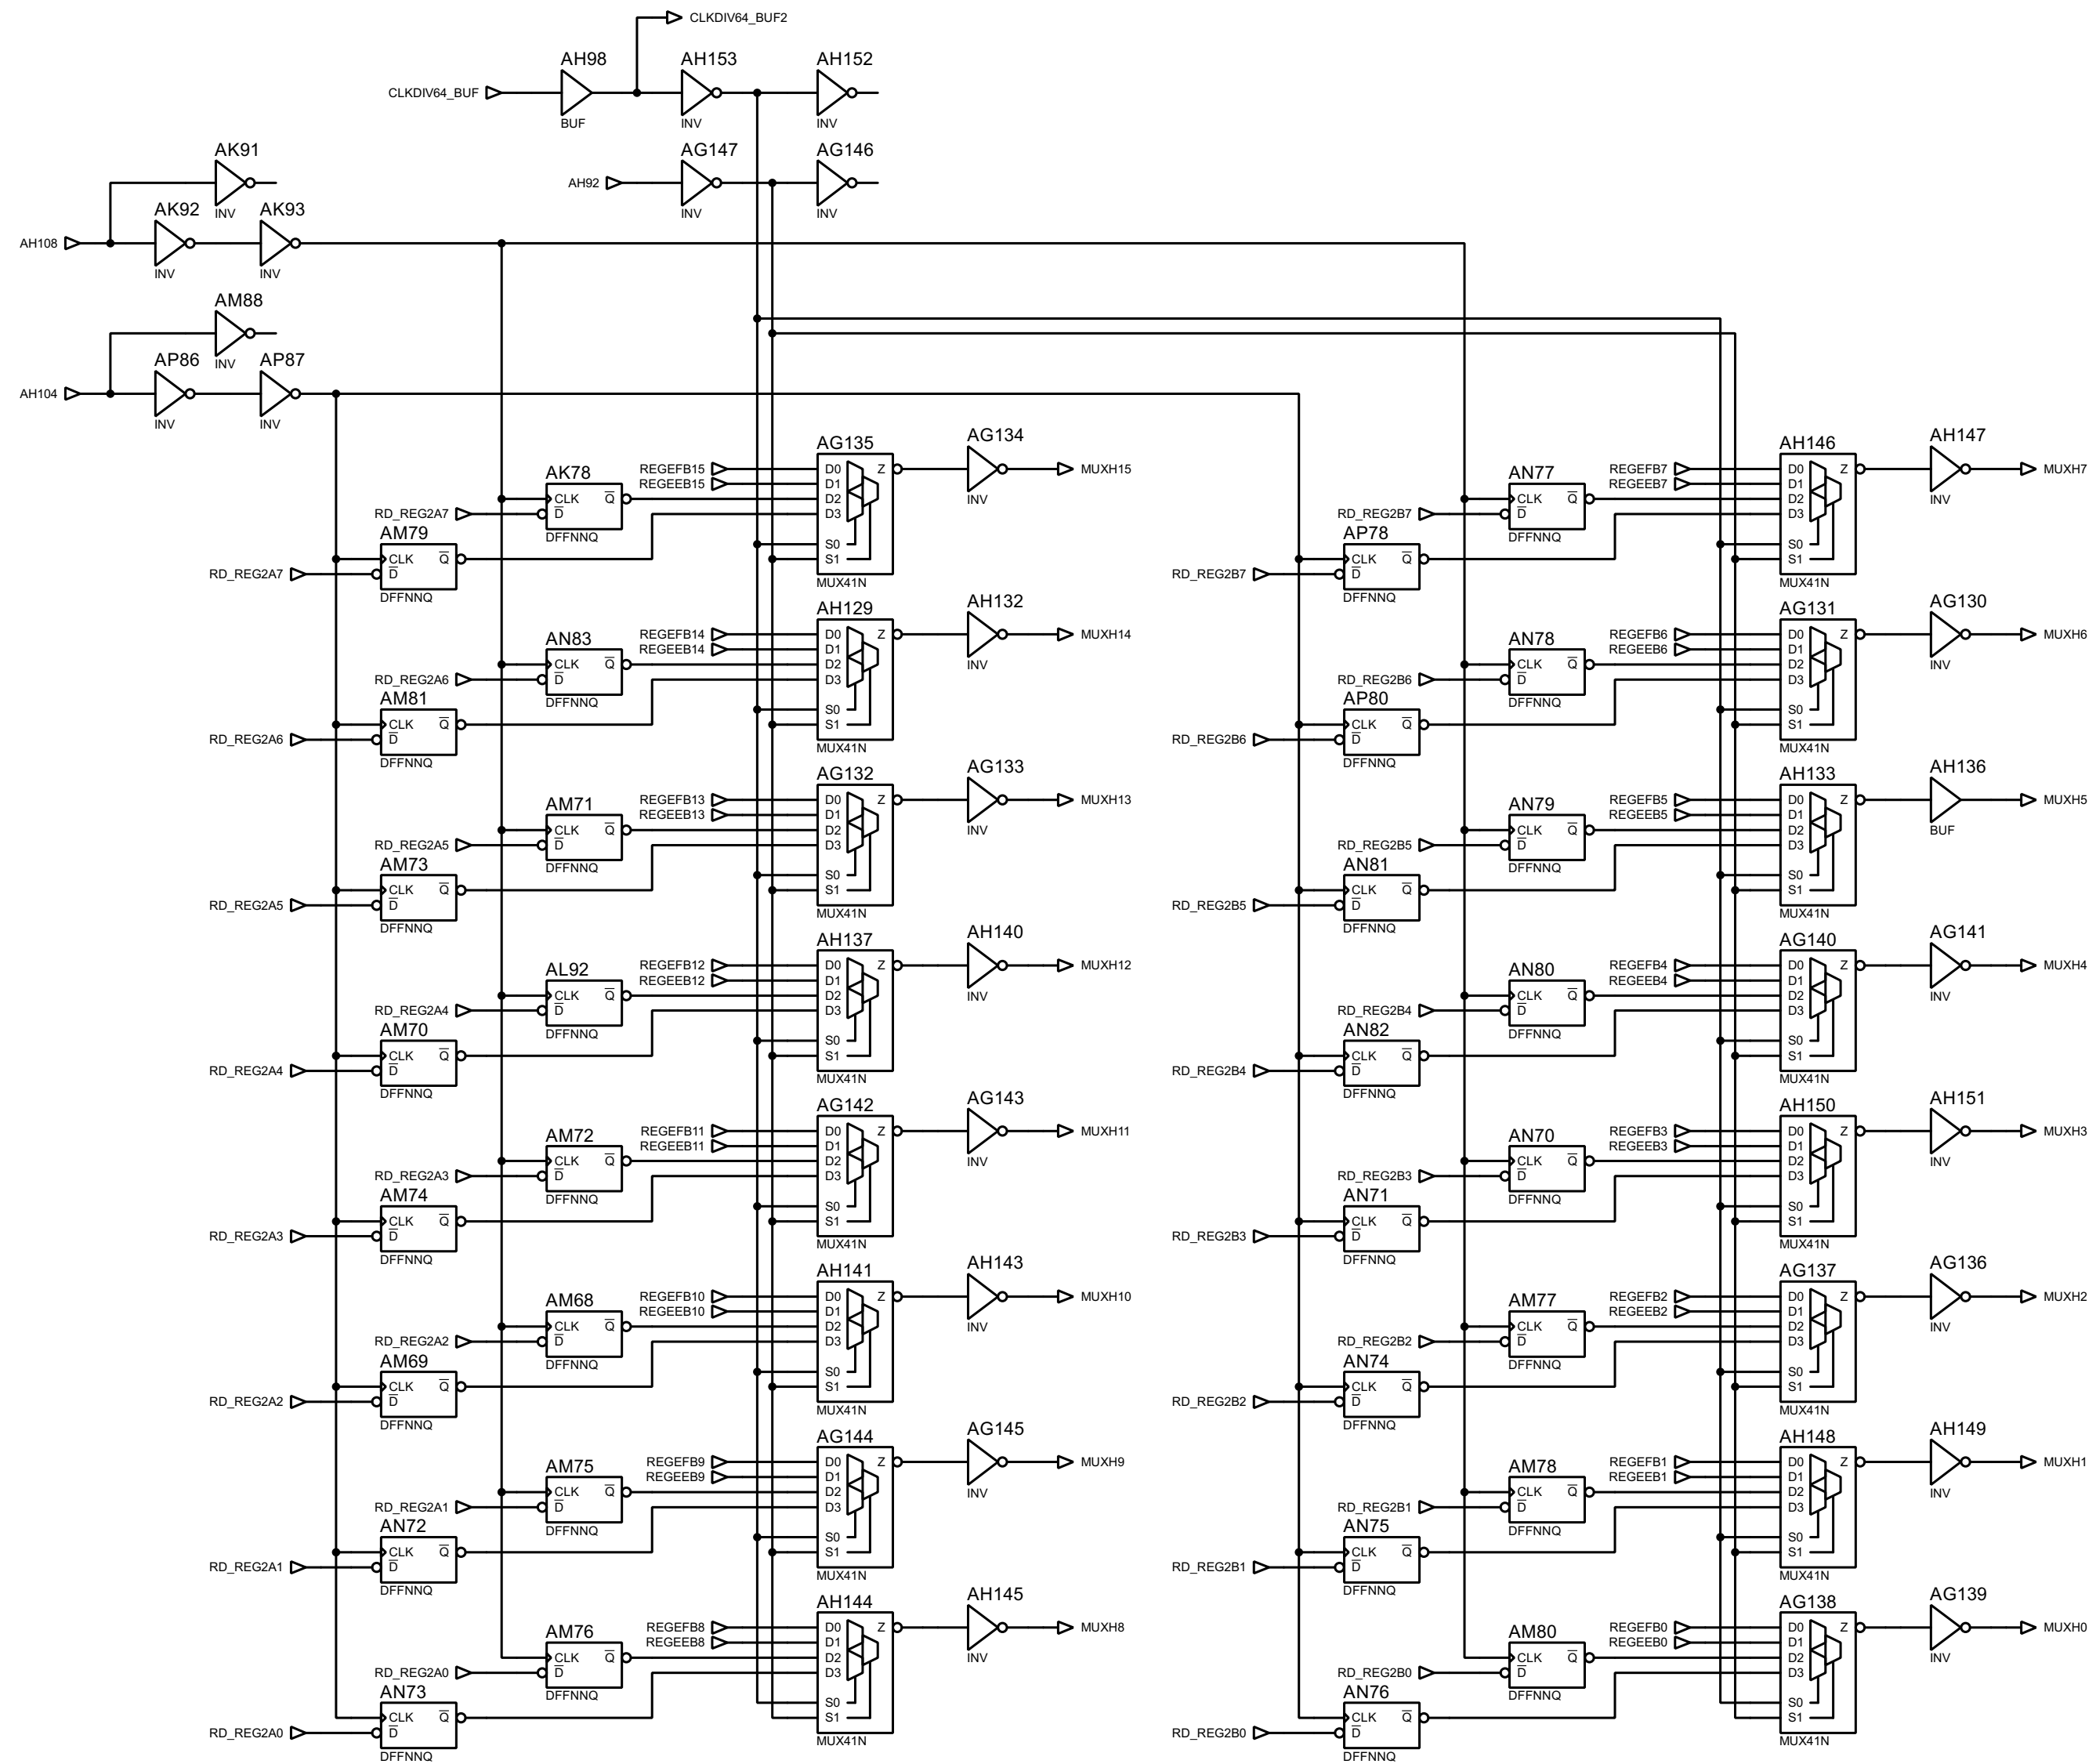 CLKDIV64_BUF2
AH98
AH153
AH152
CLKDIV64_BUF
BUF
INV
INV
AK91
AG147
AG146
AH92
INV
INV
INV
AK92
AK93
AH108
INV
INV
AM88
INV
AP86
AP87
AH104
INV
INV
AG135
AG134
AK78
REGEFB15
D0
Z
MUXH15
REGEEB15
D1
CLK
Q
D2
INV
RD_REG2A7
D
D3
AM79
DFFNNQ
S0
CLK
Q
S1
RD_REG2A7
D
MUX41N
DFFNNQ
AH129
AH132
AN83
REGEFB14
D0
Z
MUXH14
REGEEB14
D1
CLK
Q
D2
INV
RD_REG2A6
D
D3
AM81
DFFNNQ
S0
CLK
Q
S1
RD_REG2A6
D
MUX41N
DFFNNQ
AG132
AG133
AM71
REGEFB13
D0
Z
MUXH13
REGEEB13
D1
CLK
Q
D2
INV
RD_REG2A5
D
D3
AM73
DFFNNQ
S0
CLK
Q
S1
RD_REG2A5
D
MUX41N
DFFNNQ
AH137
AH140
AL92
REGEFB12
D0
Z
MUXH12
REGEEB12
D1
CLK
Q
D2
INV
RD_REG2A4
D
D3
AM70
DFFNNQ
S0
CLK
Q
S1
RD_REG2A4
D
MUX41N
DFFNNQ
AG142
AG143
AM72
REGEFB11
D0
Z
MUXH11
REGEEB11
D1
CLK
Q
D2
INV
RD_REG2A3
D
D3
AM74
DFFNNQ
S0
CLK
Q
S1
RD_REG2A3
D
MUX41N
DFFNNQ
AH141
AH143
AM68
REGEFB10
D0
Z
MUXH10
REGEEB10
D1
CLK
Q
D2
INV
RD_REG2A2
D
D3
AM69
DFFNNQ
S0
CLK
Q
S1
RD_REG2A2
D
MUX41N
DFFNNQ
AG144
AG145
AM75
REGEFB9
D0
Z
MUXH9
REGEEB9
D1
CLK
Q
D2
INV
RD_REG2A1
D
D3
AN72
DFFNNQ
S0
CLK
Q
S1
RD_REG2A1
D
MUX41N
DFFNNQ
AH144
AH145
AM76
REGEFB8
D0
Z
MUXH8
REGEEB8
D1
CLK
Q
D2
INV
RD_REG2A0
D
D3
AN73
DFFNNQ
S0
CLK
Q
S1
RD_REG2A0
D
MUX41N
DFFNNQ
AH146
AH147
AN77
REGEFB7
D0
Z
MUXH7
REGEEB7
D1
CLK
Q
D2
INV
RD_REG2B7
D
D3
AP78
DFFNNQ
S0
CLK
Q
S1
RD_REG2B7
D
MUX41N
DFFNNQ
AG131
AG130
AN78
REGEFB6
D0
Z
MUXH6
REGEEB6
D1
CLK
Q
D2
INV
RD_REG2B6
D
D3
AP80
DFFNNQ
S0
CLK
Q
S1
RD_REG2B6
D
MUX41N
DFFNNQ
AH133
AH136
AN79
REGEFB5
D0
Z
MUXH5
REGEEB5
D1
CLK
Q
D2
BUF
RD_REG2B5
D
D3
AN81
DFFNNQ
S0
CLK
Q
S1
RD_REG2B5
D
MUX41N
DFFNNQ
AG140
AG141
AN80
REGEFB4
D0
Z
MUXH4
REGEEB4
D1
CLK
Q
D2
INV
RD_REG2B4
D
D3
AN82
DFFNNQ
S0
CLK
Q
S1
RD_REG2B4
D
MUX41N
DFFNNQ
AH150
AH151
AN70
REGEFB3
D0
Z
MUXH3
REGEEB3
D1
CLK
Q
D2
INV
RD_REG2B3
D
D3
AN71
DFFNNQ
S0
CLK
Q
S1
RD_REG2B3
D
MUX41N
DFFNNQ
AG137
AG136
AM77
REGEFB2
D0
Z
MUXH2
REGEEB2
D1
CLK
Q
D2
INV
RD_REG2B2
D
D3
AN74
DFFNNQ
S0
CLK
Q
S1
RD_REG2B2
D
MUX41N
DFFNNQ
AH148
AH149
AM78
REGEFB1
D0
Z
MUXH1
REGEEB1
D1
CLK
Q
D2
INV
RD_REG2B1
D
D3
AN75
DFFNNQ
S0
CLK
Q
S1
RD_REG2B1
D
MUX41N
DFFNNQ
AG138
AG139
AM80
REGEFB0
D0
Z
MUXH0
REGEEB0
D1
CLK
Q
D2
INV
RD_REG2B0
D
D3
AN76
DFFNNQ
S0
CLK
Q
S1
RD_REG2B0
D
MUX41N
DFFNNQ